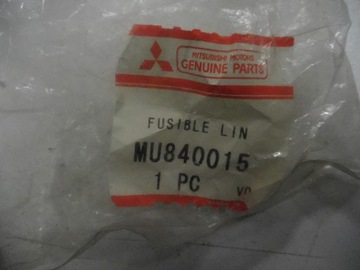 MITSUBISHI MOTORS
GENUINE PARTS
FUSIBLE LIN
MU840015
1 PC